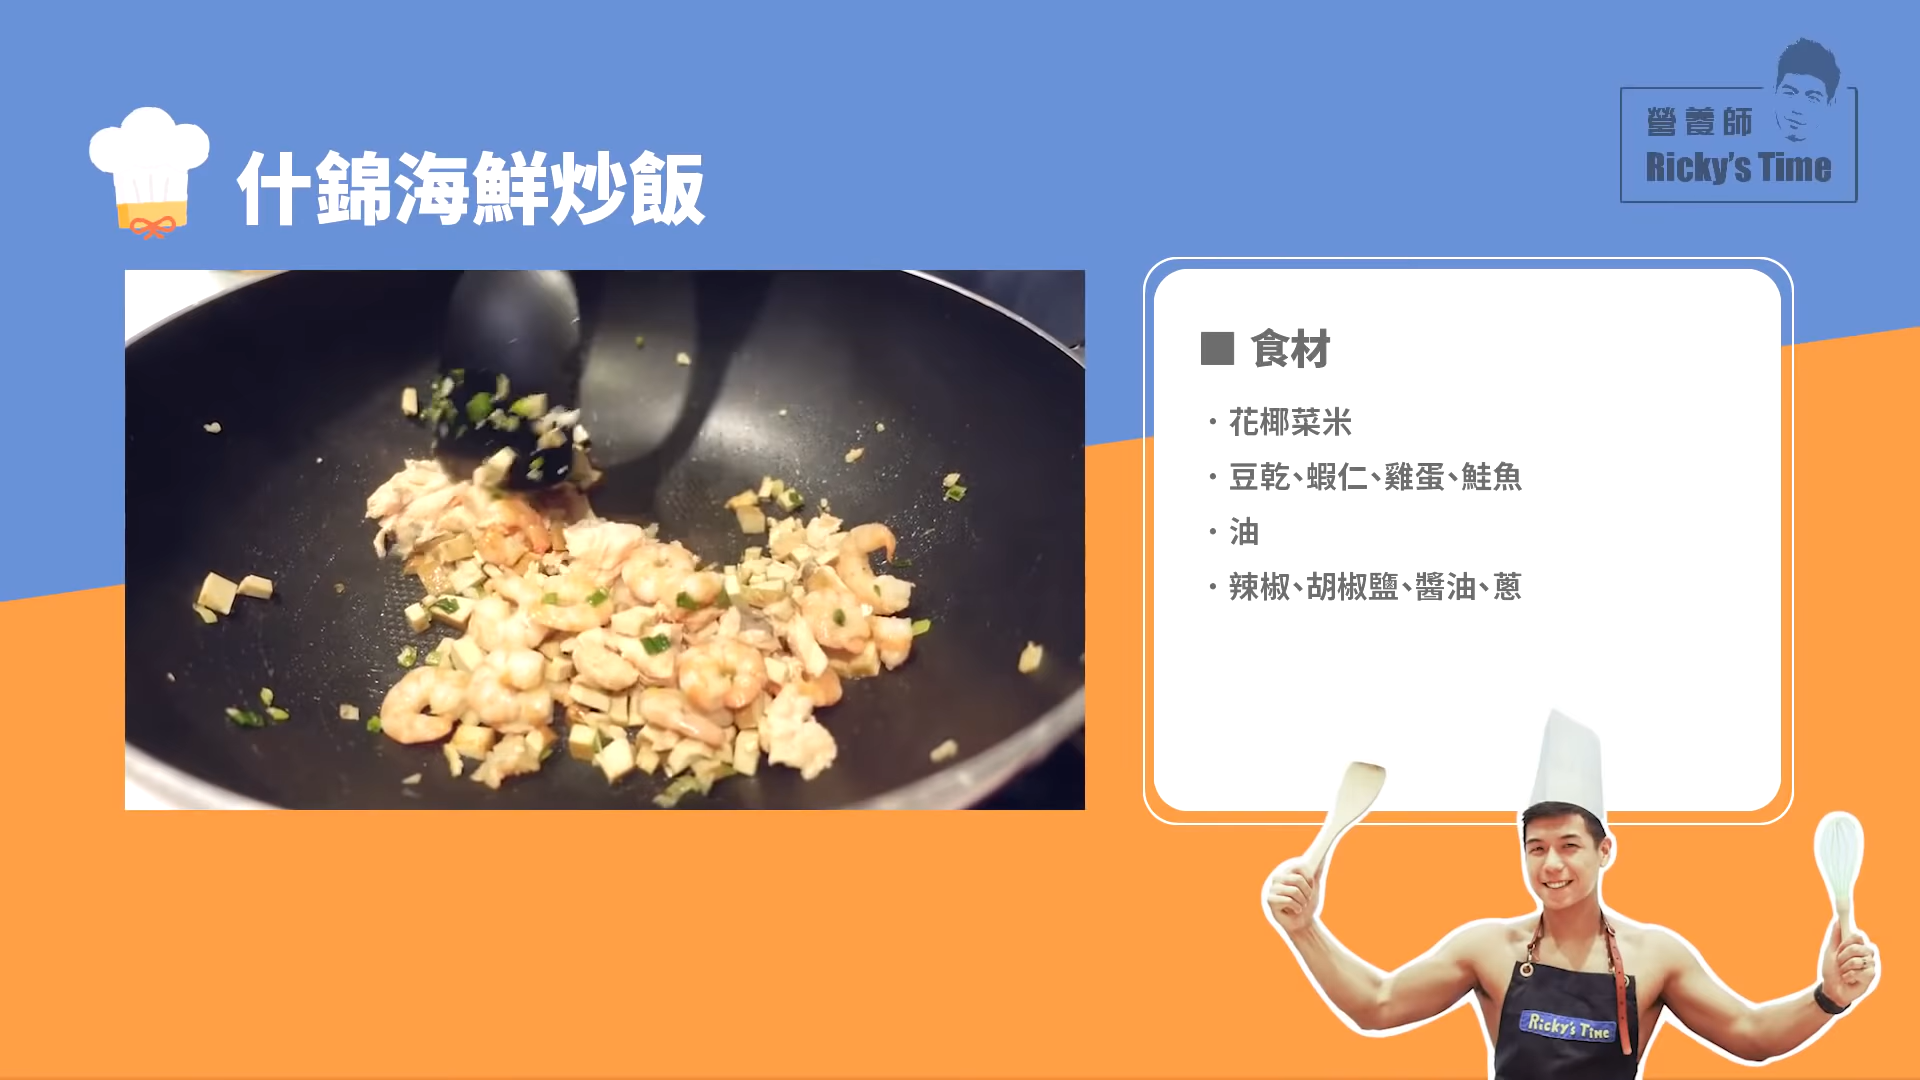 什錦海鮮炒飯
營養師
Ricky's Time
■ 食材
·花椰菜米
·豆乾、蝦仁、雞蛋、鮭魚
·油
·辣椒、胡椒鹽、醬油、蔥
Ricky's Time